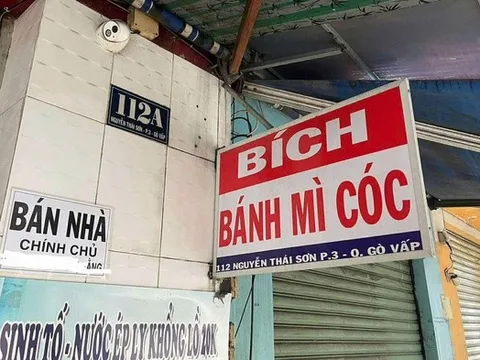 112A
NGUYỄN THÁI SƠN - P.3 - GÒ VẤP
BÍCH
BÁNH MÌ CÓC
112 NGUYỄN THÁI SƠN P.3 - Q. GÒ VẤP
BÁN NHÀ
CHÍNH CHỦ
SINH TỐ - NƯỚC ÉP LY KHỔNG LỒ 20K